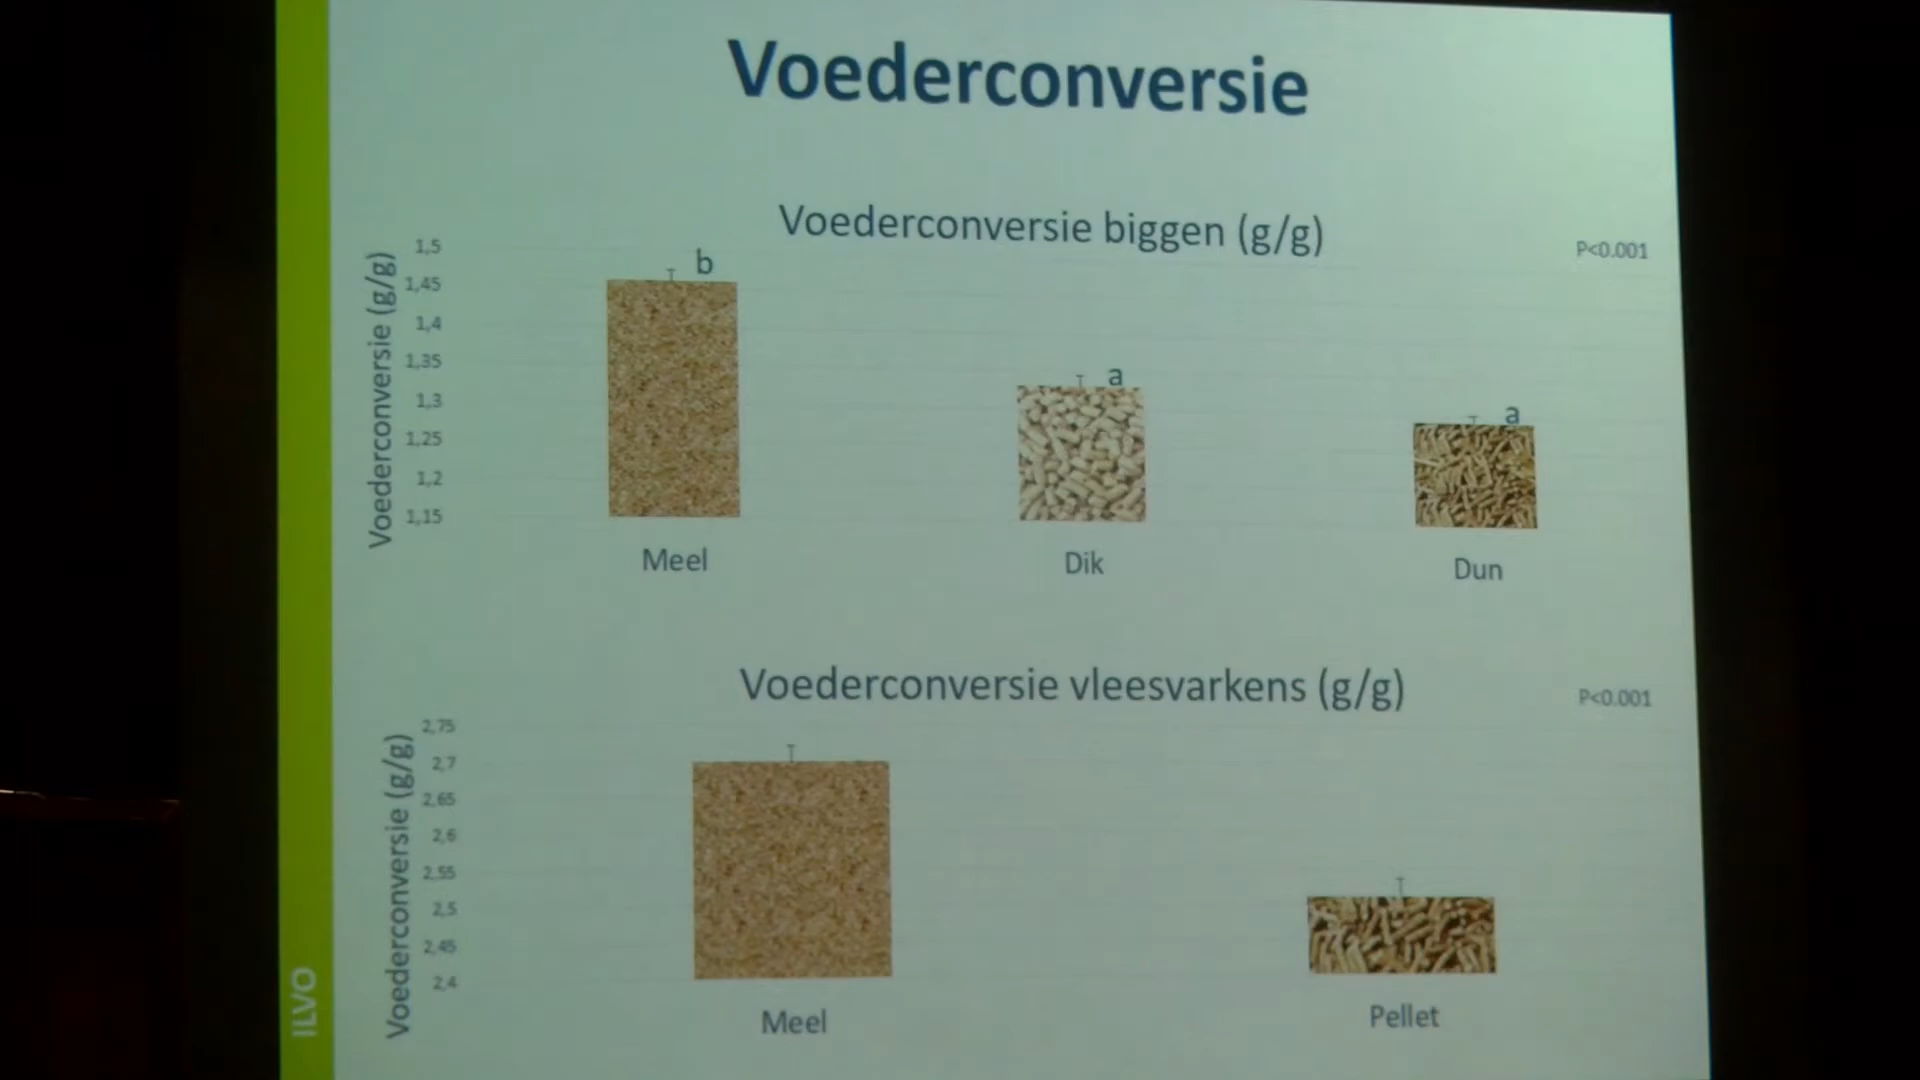 Voederconversie
Voederconversie biggen (g/g)
P<0.001
Voederconversie (g/g)
1,5
1,45
1,4
1,35
1,3
1,25
1,2
1,15
b
a
a
Meel
Dik
Dun
Voederconversie vleesvarkens (g/g)
P<0.001
Voederconversie (g/g)
2,75
2,7
2,65
2,6
2,55
2,5
2,45
2,4
Meel
Pellet
ILVO